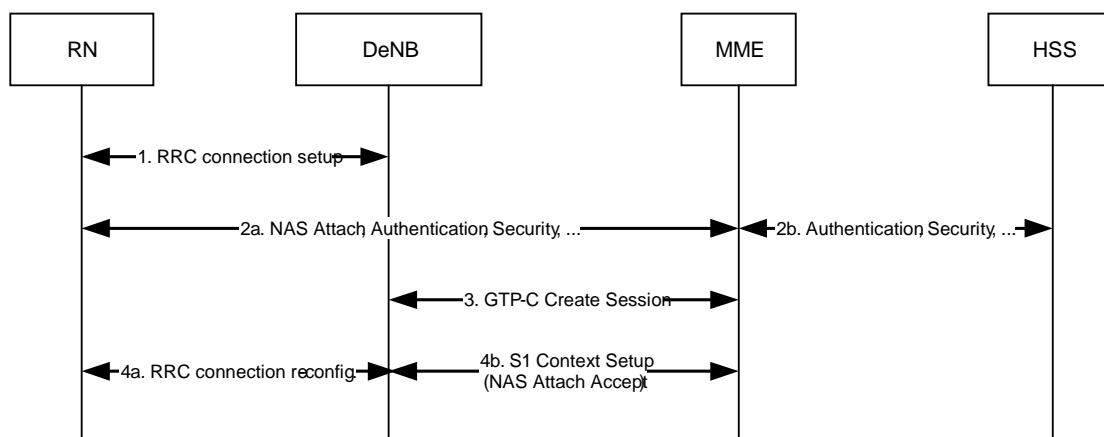 RN
DeNB
MME
HSS
1. RRC connection setup
2a. NAS Attach, Authentication, Security, ...
2b. Authentication, Security, ...
3. GTP-C Create Session
4a. RRC connection reconfig.
4b. S1 Context Setup
(NAS Attach Accept)